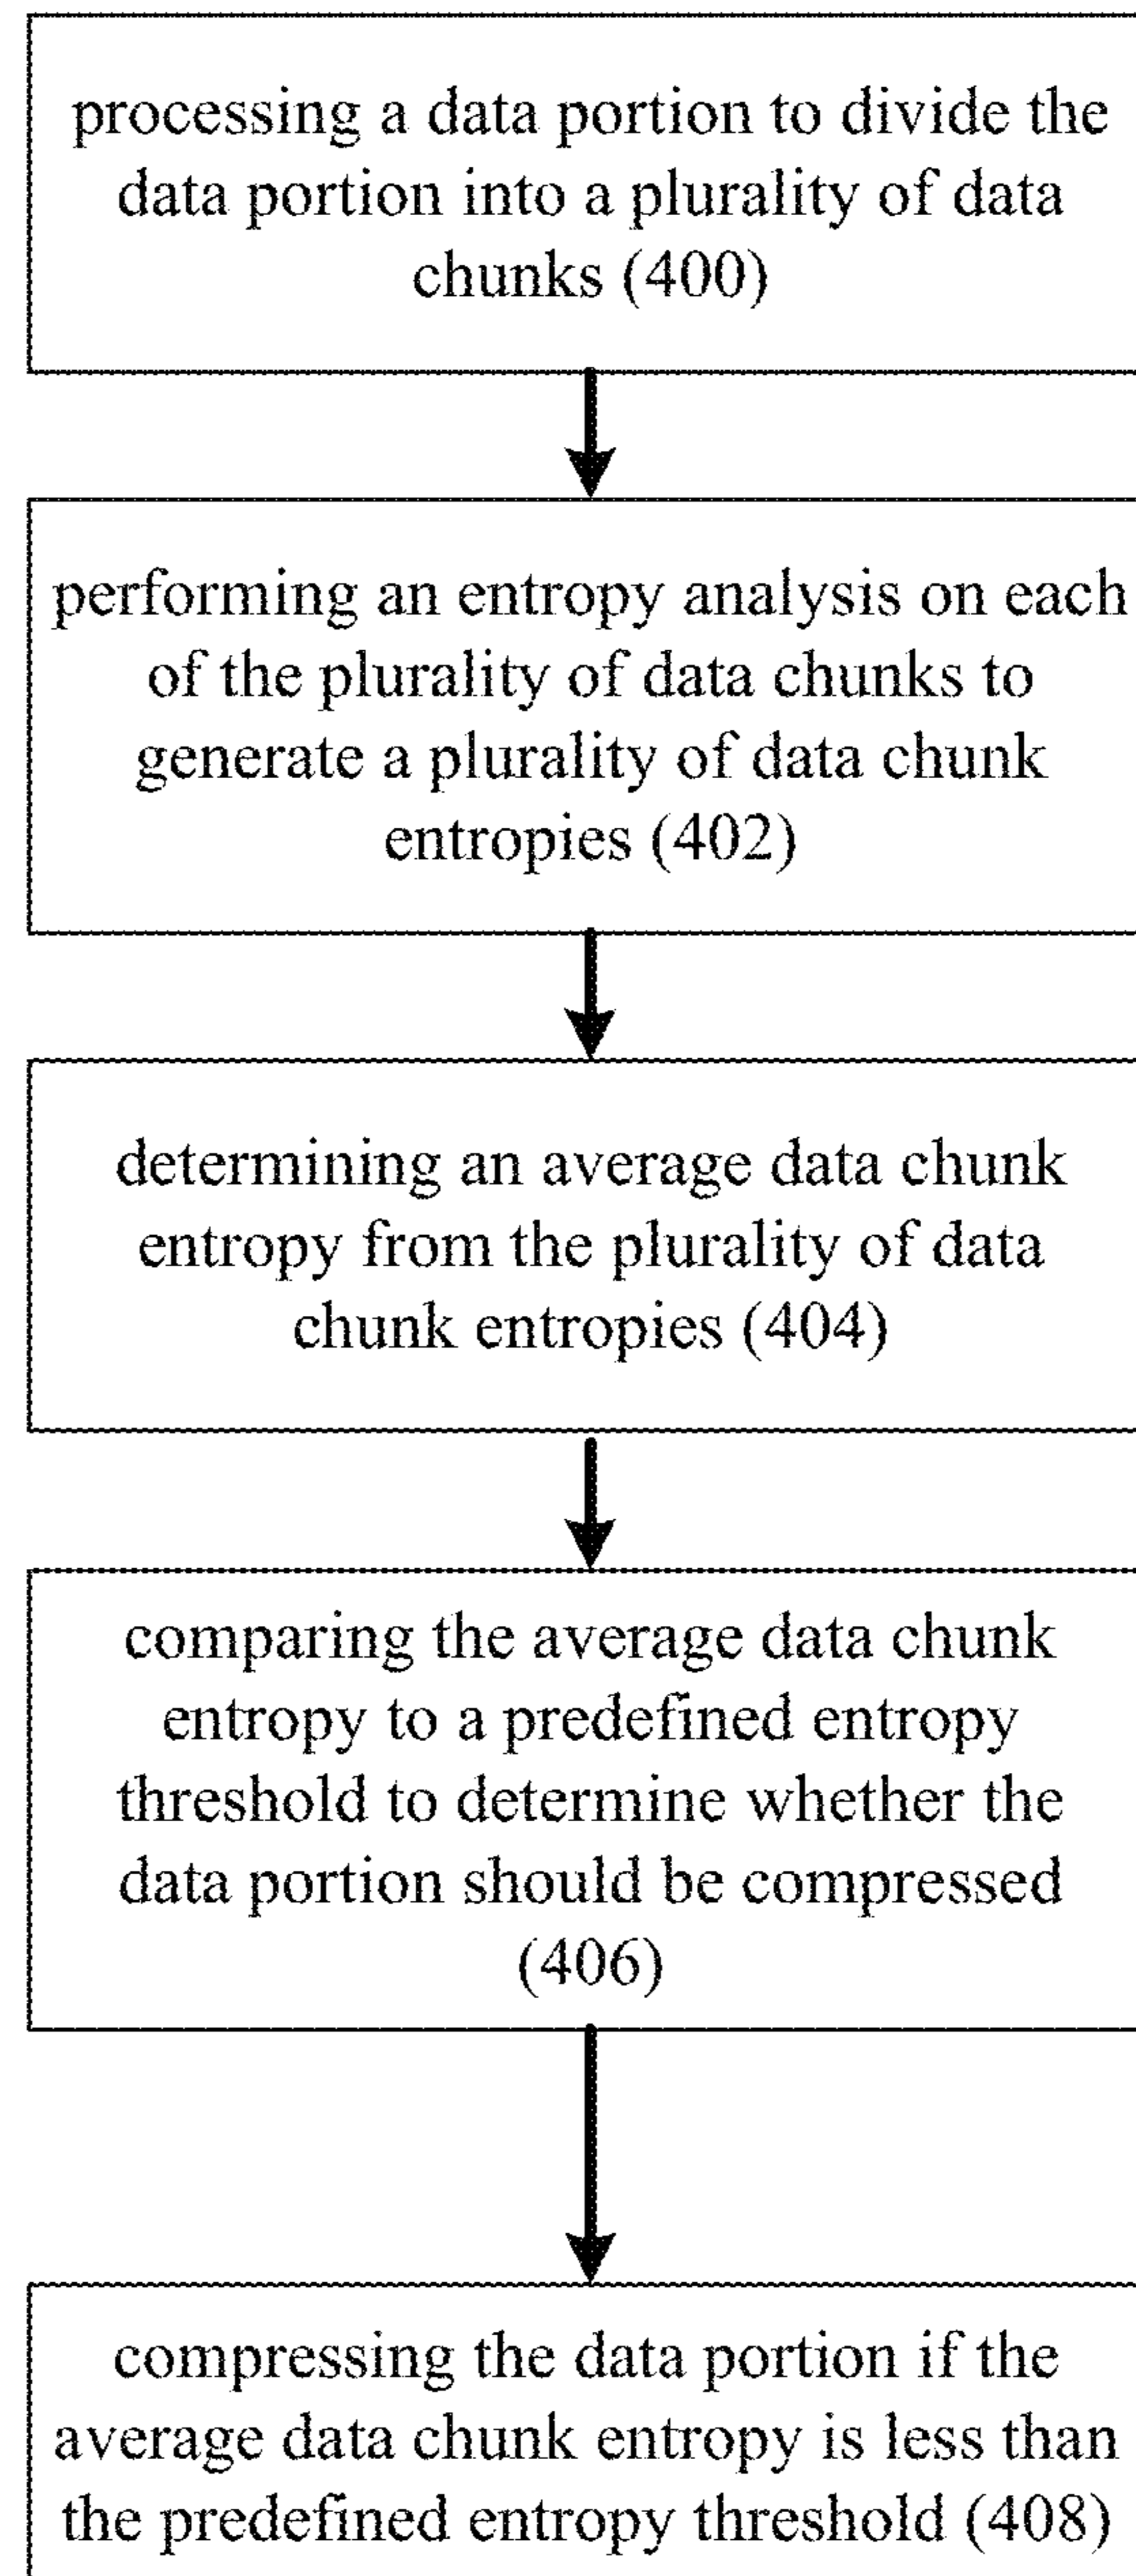 processing a data portion to divide the
data portion into a plurality of data
chunks (400)
performing an entropy analysis on each
of the plurality of data chunks to
generate a plurality of data chunk
entropies (402)
determining an average data chunk
entropy from the plurality of data
chunk entropies (404)
comparing the average data chunk
entropy to a predefined entropy
threshold to determine whether the
data portion should be compressed
(406)
compressing the data portion if the
average data chunk entropy is less than
the predefined entropy threshold (408)